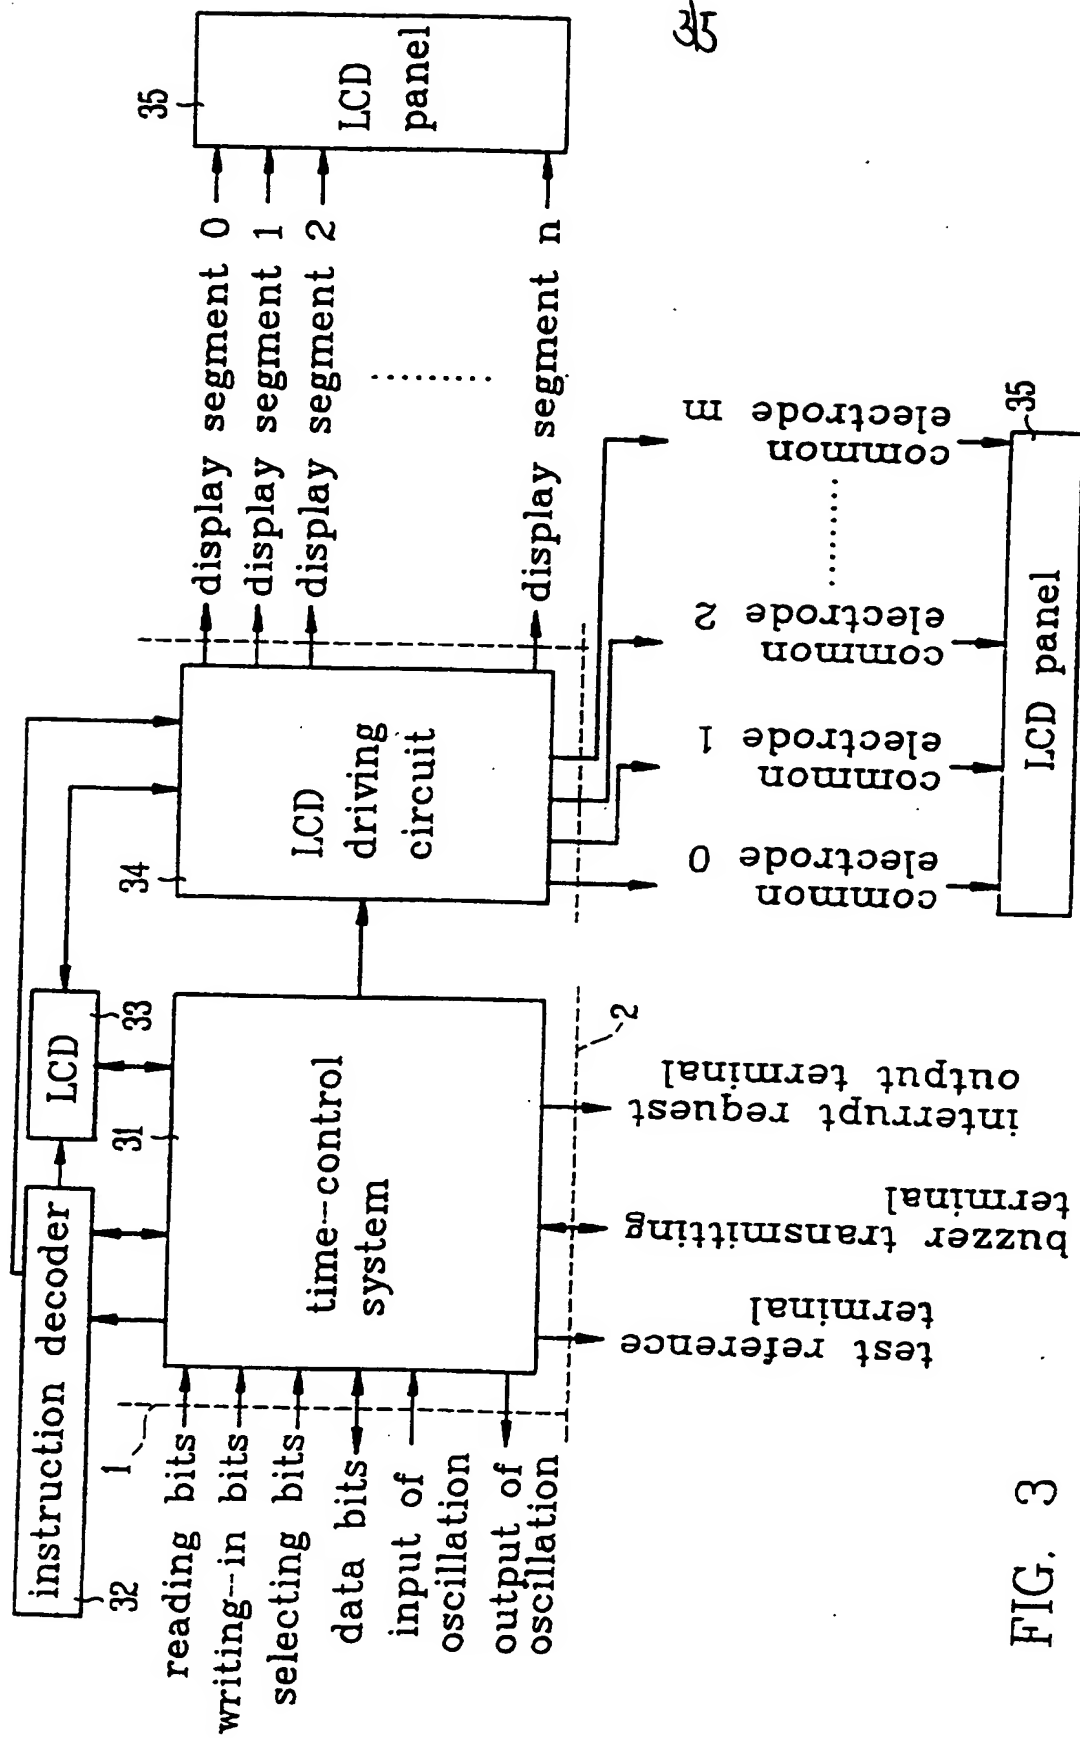 35
32
instruction decoder
LCD
33
1
reading bits
writing-in bits
selecting bits
data bits
input of
oscillation
output of
oscillation
31
time-control
system
2
test reference
terminal
buzzer transmitting
terminal
interrupt request
output terminal
34
LCD
driving
circuit
display segment 0
display segment 1
display segment 2
.........
display segment n
35
LCD
panel
common
electrode 0
common
electrode 1
common
electrode 2
.........
common
electrode m
35
LCD panel
FIG. 3